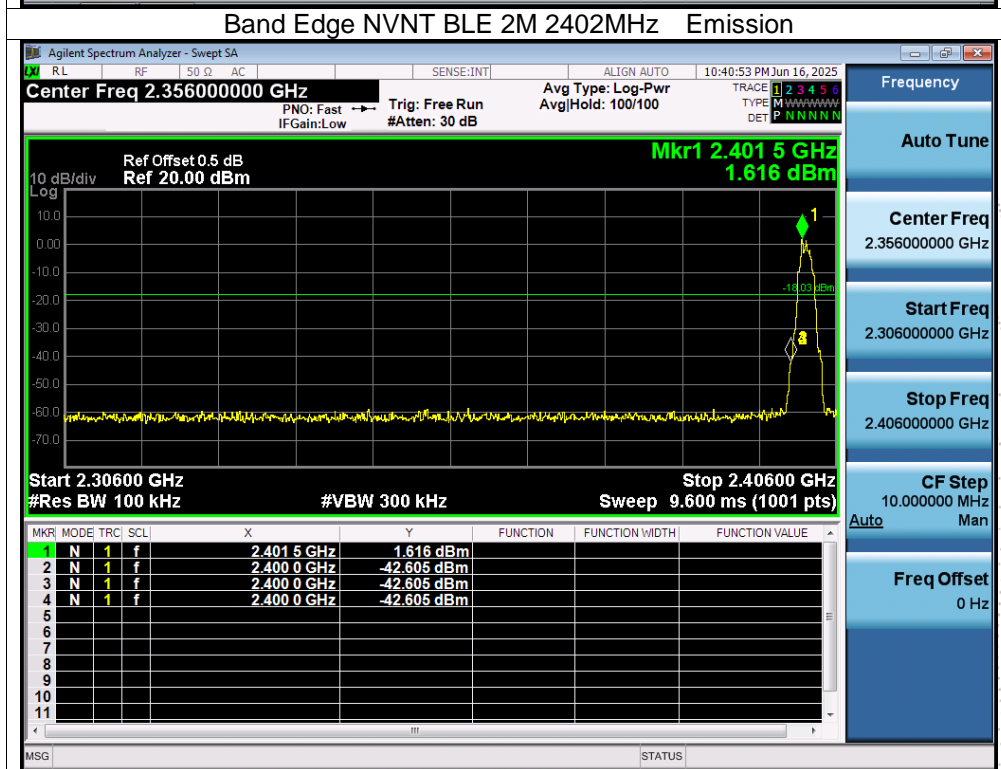 Band Edge NVNT BLE 2M 2402MHz Emission
Agilent Spectrum Analyzer - Swept SA
LXI RL RF 50 Ω AC SENSE:INT ALIGN AUTO 10:40:53 PM Jun 16, 2025
Center Freq 2.356000000 GHz Avg Type: Log-Pwr TRACE 1 2 3 4 5 6
PNO: Fast Trig: Free Run Avg|Hold: 100/100 TYPE M WWWWW
IFGain:Low #Atten: 30 dB DET P N N N N N
Frequency
Auto Tune
Center Freq
2.356000000 GHz
Start Freq
2.306000000 GHz
Stop Freq
2.406000000 GHz
CF Step
10.000000 MHz
Auto Man
Freq Offset
0 Hz
Mkr1 2.401 5 GHz
Ref Offset 0.5 dB
10 dB/div Ref 20.00 dBm 1.616 dBm
Log
10.0
0.00
-10.0
-20.0
-30.0
-40.0
-50.0
-60.0
-70.0
1
-18.03 dBm
Start 2.30600 GHz Stop 2.40600 GHz
#Res BW 100 kHz #VBW 300 kHz Sweep 9.600 ms (1001 pts)
MKR MODE TRC SCL X Y FUNCTION FUNCTION WIDTH FUNCTION VALUE
1 N 1 f 2.401 5 GHz 1.616 dBm
2 N 1 f 2.400 0 GHz -42.605 dBm
3 N 1 f 2.400 0 GHz -42.605 dBm
4 N 1 f 2.400 0 GHz -42.605 dBm
5
6
7
8
9
10
11
MSG STATUS